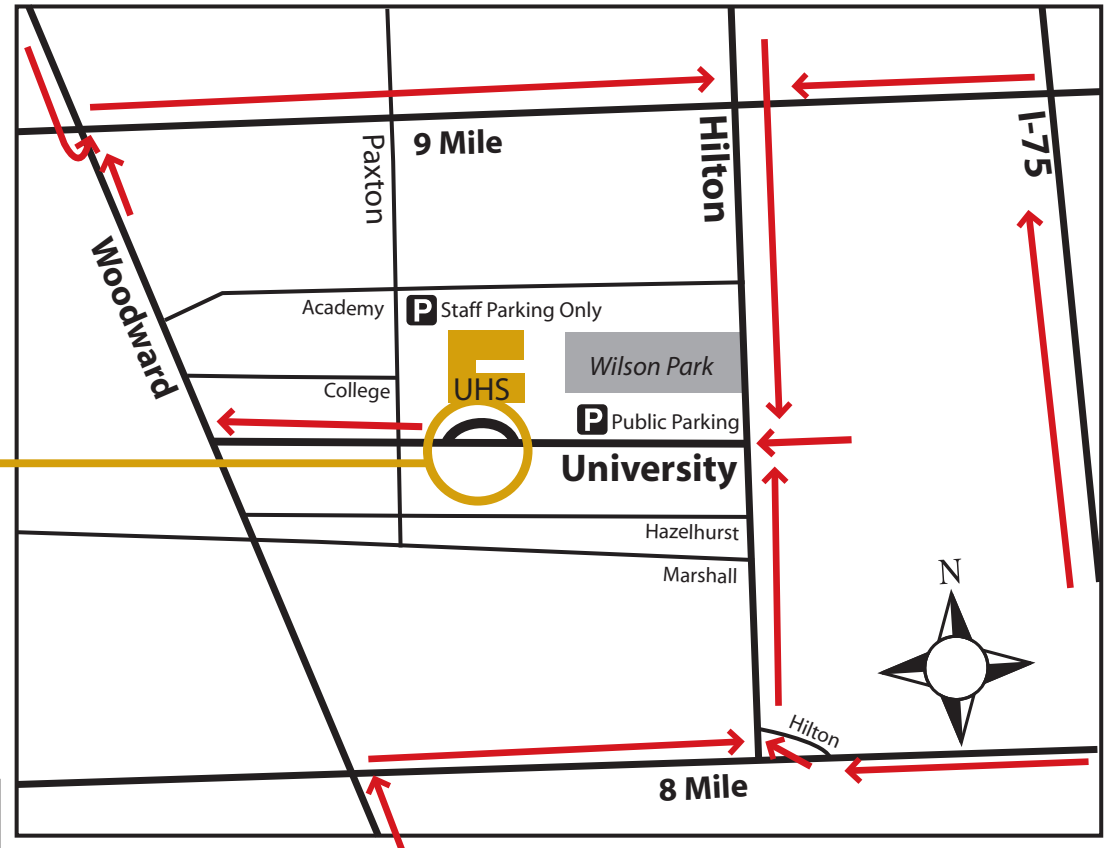 9 Mile
Paxton
Hilton
I-75
Woodward
Academy
P Staff Parking Only
Wilson Park
College
UHS
P Public Parking
University
Hazelhurst
Marshall
N
Hilton
8 Mile